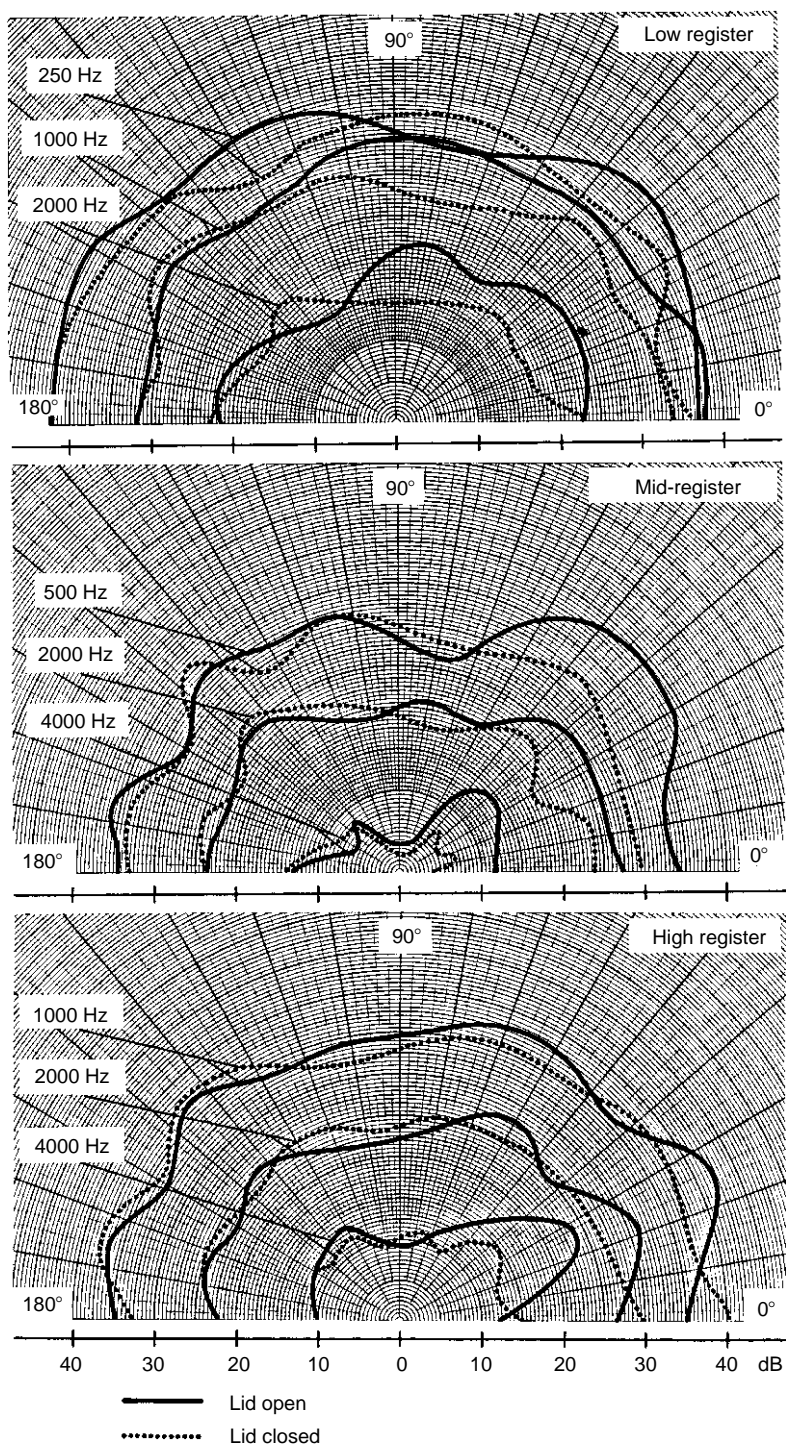 90°
Low register
250 Hz
1000 Hz
2000 Hz
180°
0°
90°
Mid-register
500 Hz
2000 Hz
4000 Hz
180°
0°
90°
High register
1000 Hz
2000 Hz
4000 Hz
180°
0°
40 30 20 10 0 10 20 30 40 dB
Lid open
Lid closed